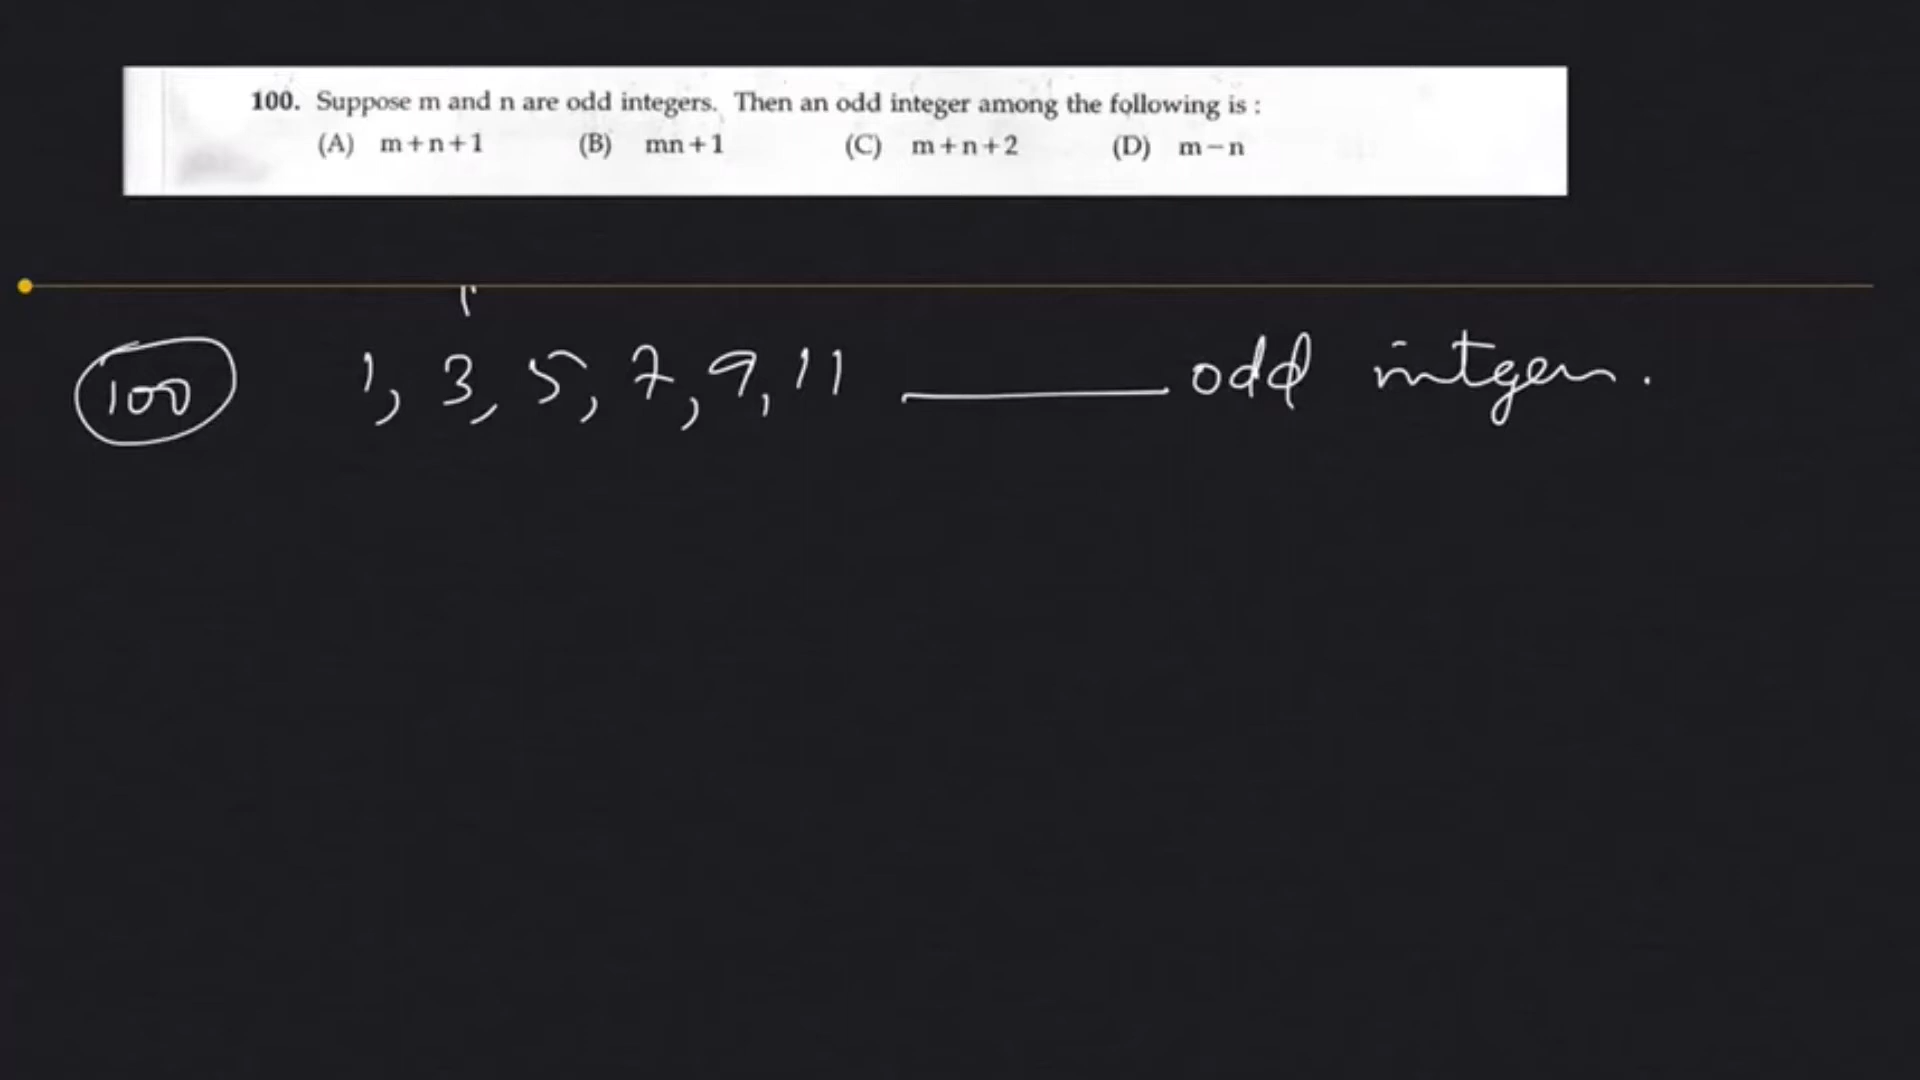 100. Suppose m and n are odd integers. Then an odd integer among the following is :
(A) m+n+1 (B) mn+1 (C) m+n+2 (D) m−n
100 1, 3, 5, 7, 9, 11 ______ odd intger.